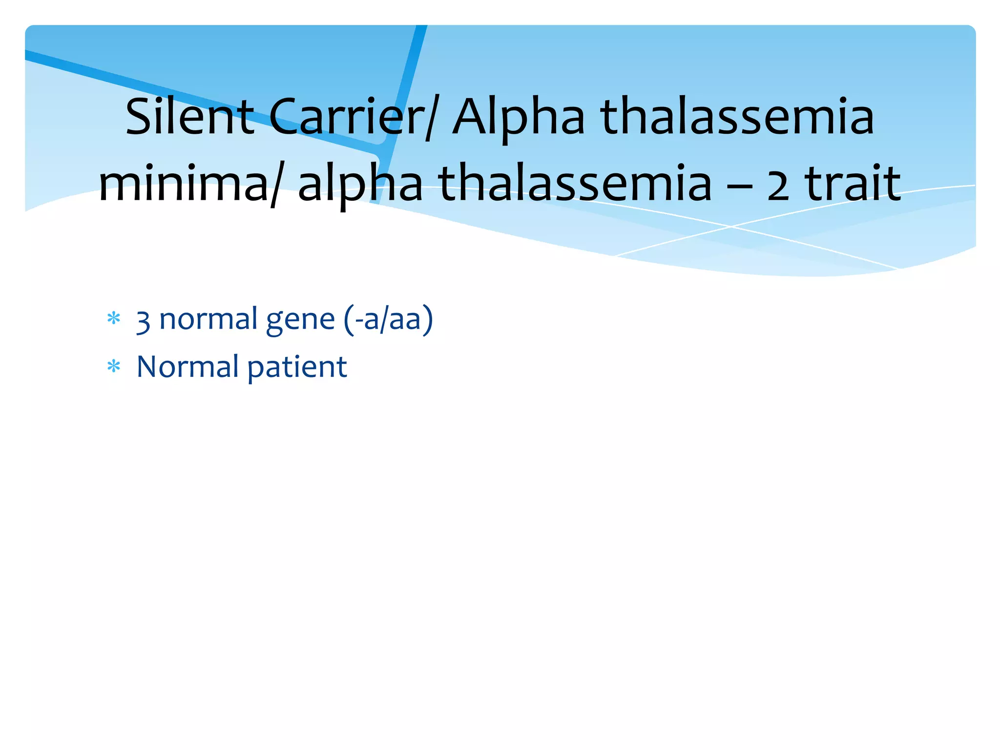 Silent Carrier/ Alpha thalassemia
minima/ alpha thalassemia – 2 trait
* 3 normal gene (-a/aa)
* Normal patient